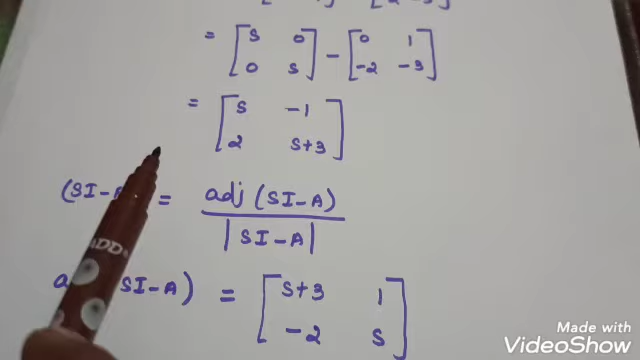 = [s 0] - [0 1]
[0 s] [-2 -3]
= [s -1]
[2 s+3]
(SI-A = adj (SI-A)
|SI-A|
SI-A) = [s+3 1]
[-2 s]
ADD
Made with
VideoShow